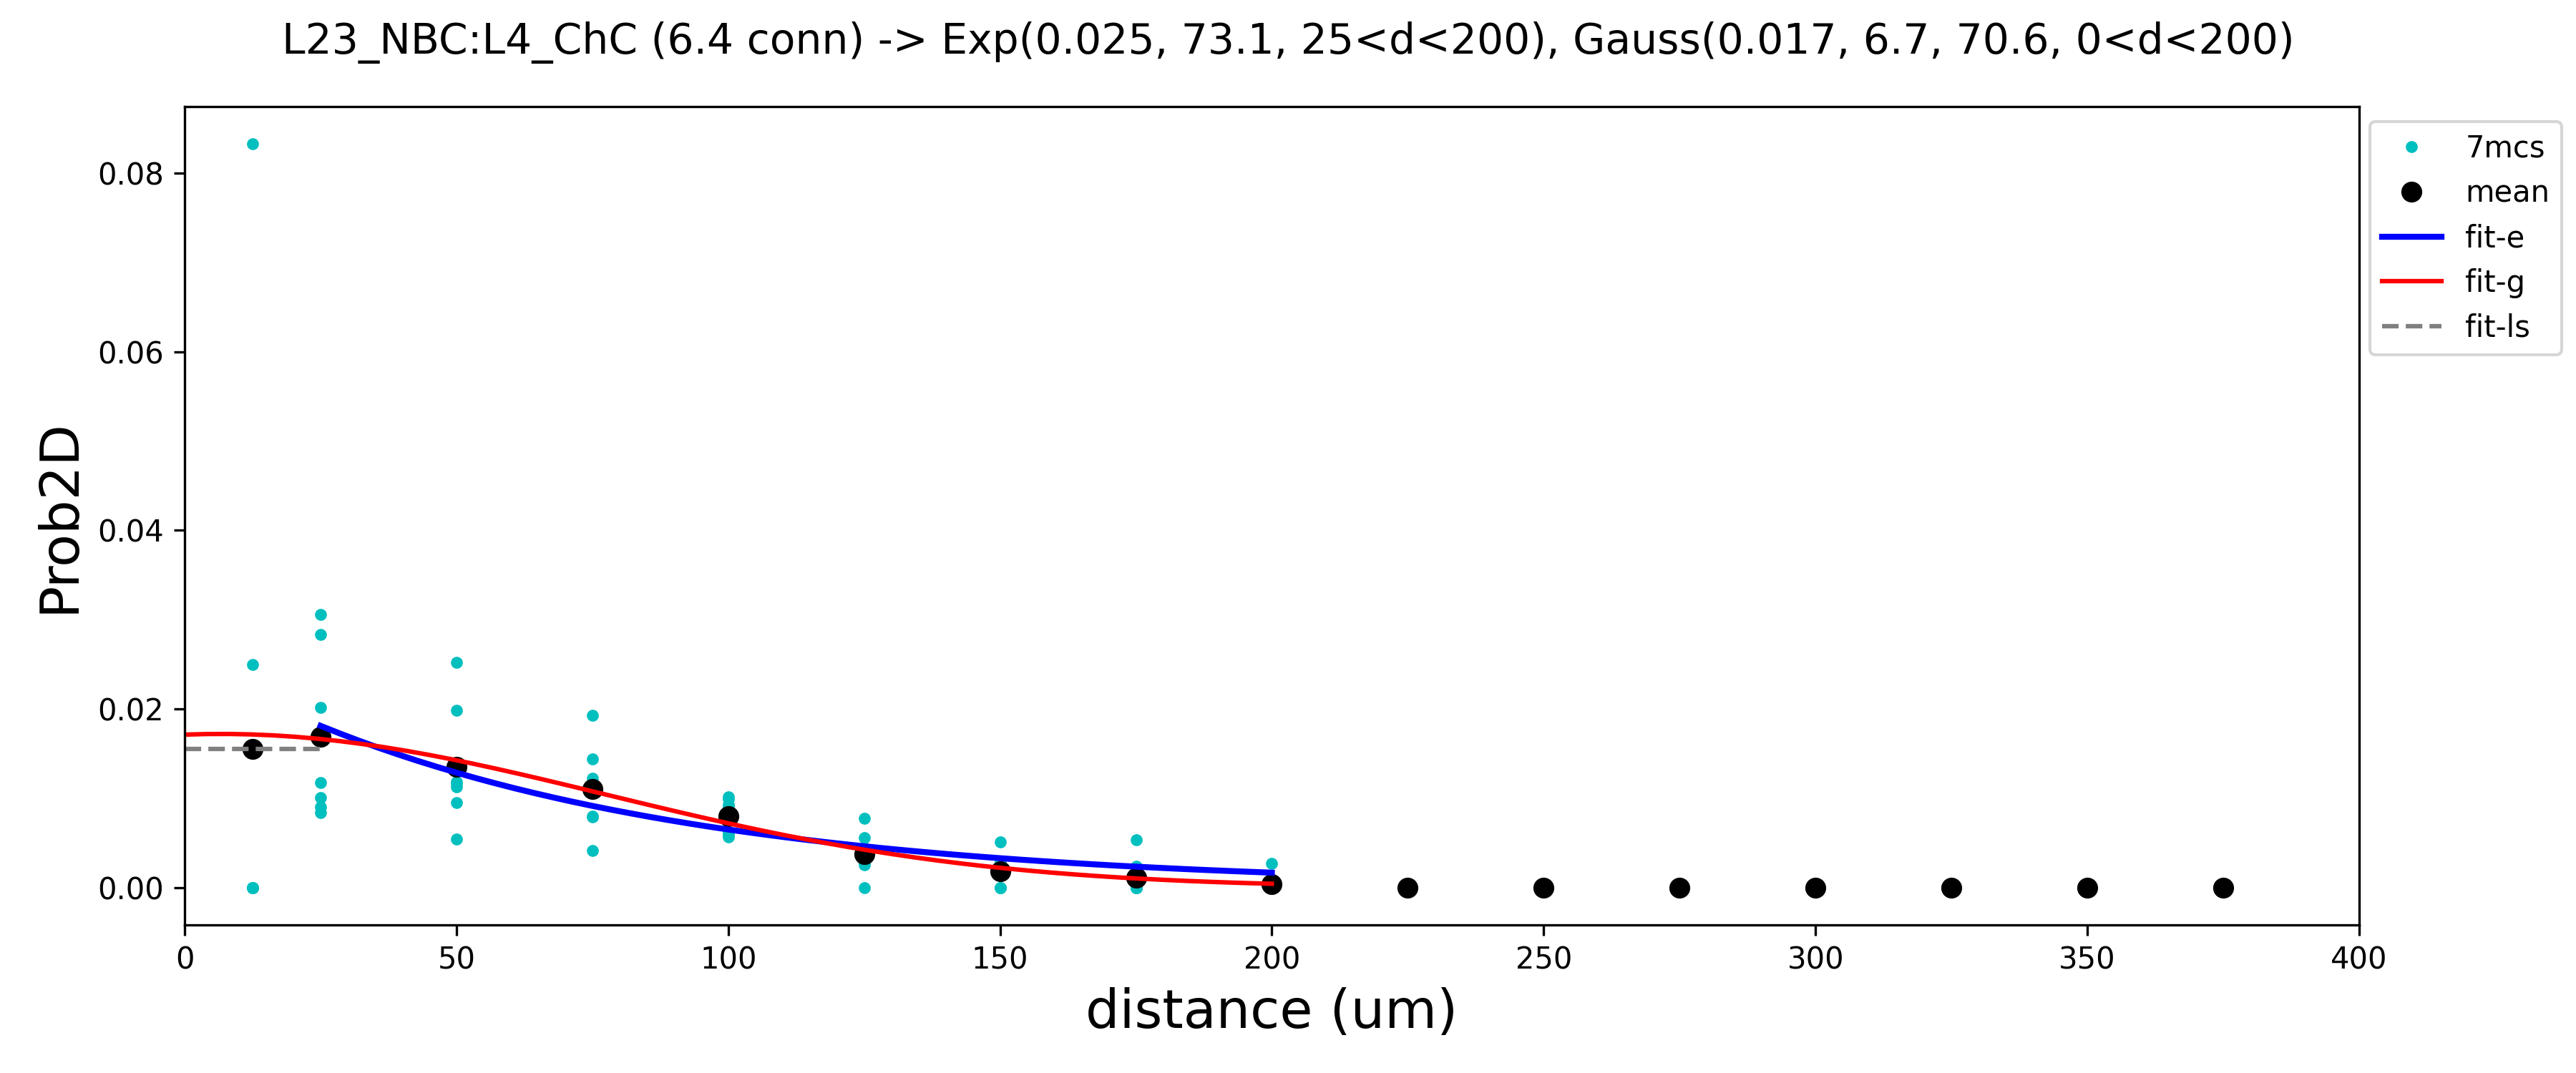 L23_NBC:L4_ChC (6.4 conn) -> Exp(0.025, 73.1, 25<d<200), Gauss(0.017, 6.7, 70.6, 0<d<200)
7mcs
mean
fit-e
fit-g
fit-ls
Prob2D
0.08
0.06
0.04
0.02
0.00
0 50 100 150 200 250 300 350 400
distance (um)